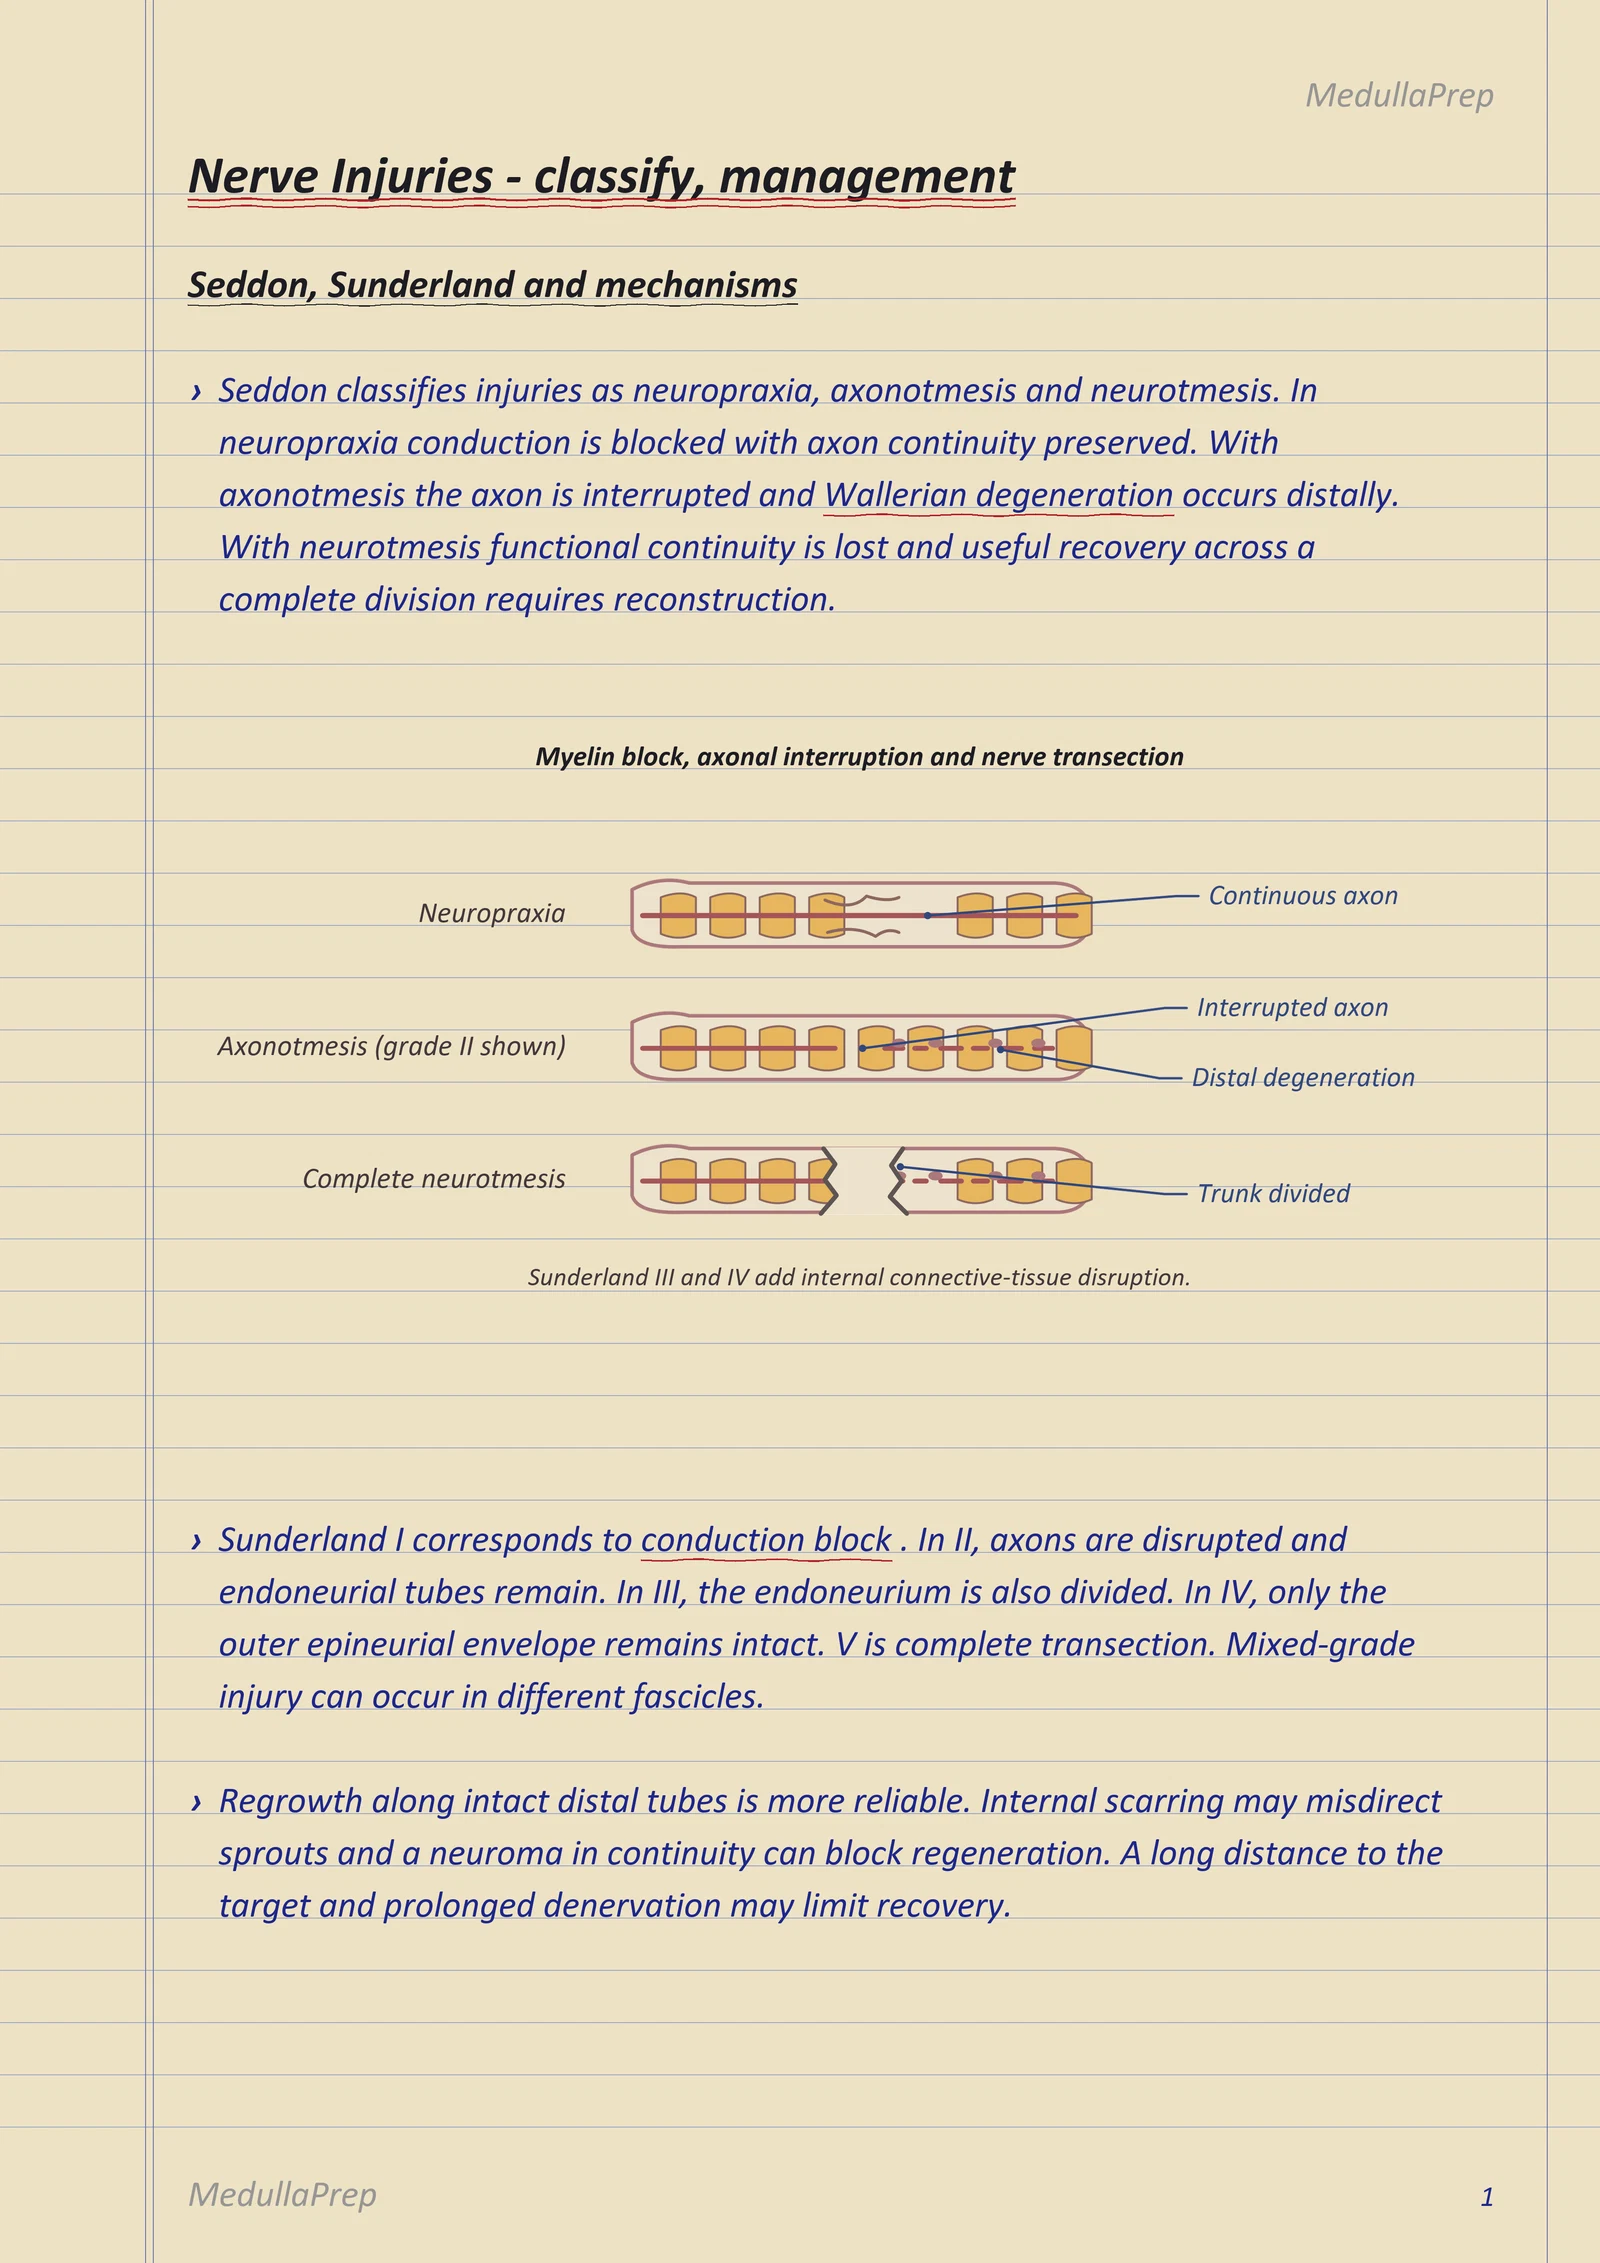 MedullaPrep
Nerve Injuries - classify, management
Seddon, Sunderland and mechanisms
› Seddon classifies injuries as neuropraxia, axonotmesis and neurotmesis. In
neuropraxia conduction is blocked with axon continuity preserved. With
axonotmesis the axon is interrupted and Wallerian degeneration occurs distally.
With neurotmesis functional continuity is lost and useful recovery across a
complete division requires reconstruction.
Myelin block, axonal interruption and nerve transection
Neuropraxia
Continuous axon
Interrupted axon
Axonotmesis (grade II shown)
Distal degeneration
Complete neurotmesis
Trunk divided
Sunderland III and IV add internal connective-tissue disruption.
› Sunderland I corresponds to conduction block . In II, axons are disrupted and
endoneurial tubes remain. In III, the endoneurium is also divided. In IV, only the
outer epineurial envelope remains intact. V is complete transection. Mixed-grade
injury can occur in different fascicles.
› Regrowth along intact distal tubes is more reliable. Internal scarring may misdirect
sprouts and a neuroma in continuity can block regeneration. A long distance to the
target and prolonged denervation may limit recovery.
MedullaPrep
1